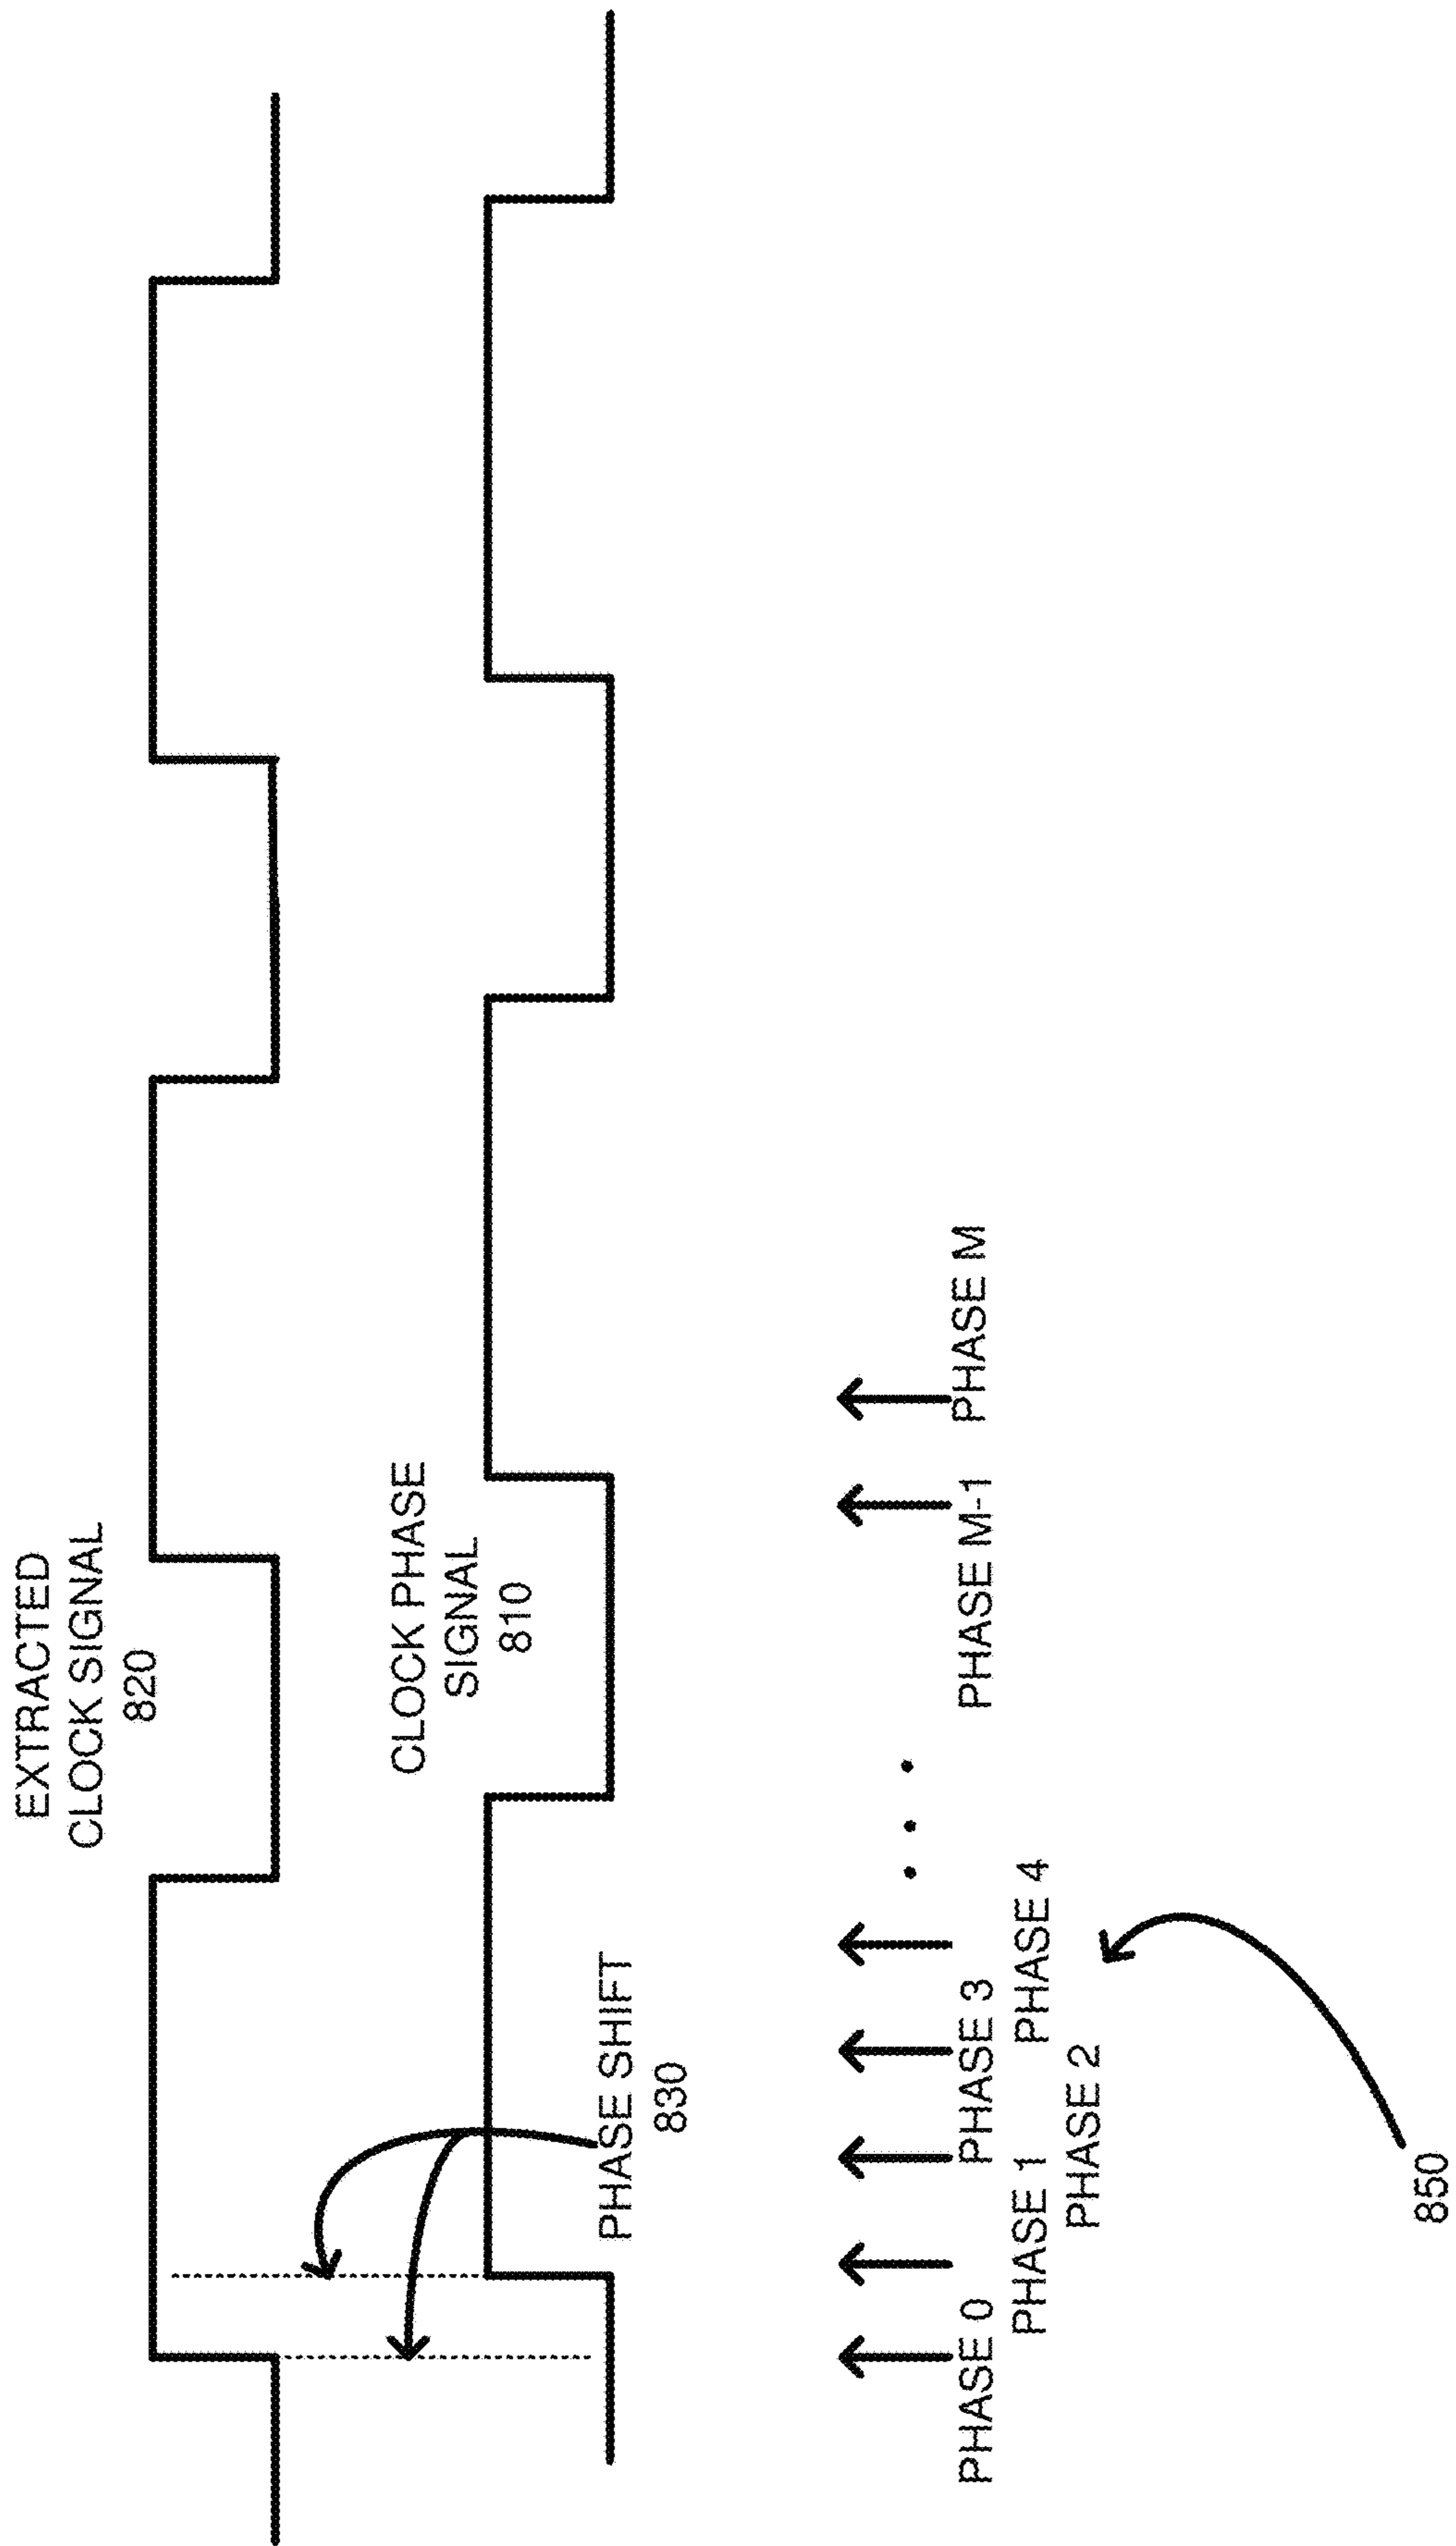 EXTRACTED
CLOCK SIGNAL
820
CLOCK PHASE
SIGNAL
810
PHASE SHIFT
830
PHASE 0
PHASE 1
PHASE 2
PHASE 3
PHASE 4
PHASE M-1
PHASE M
850